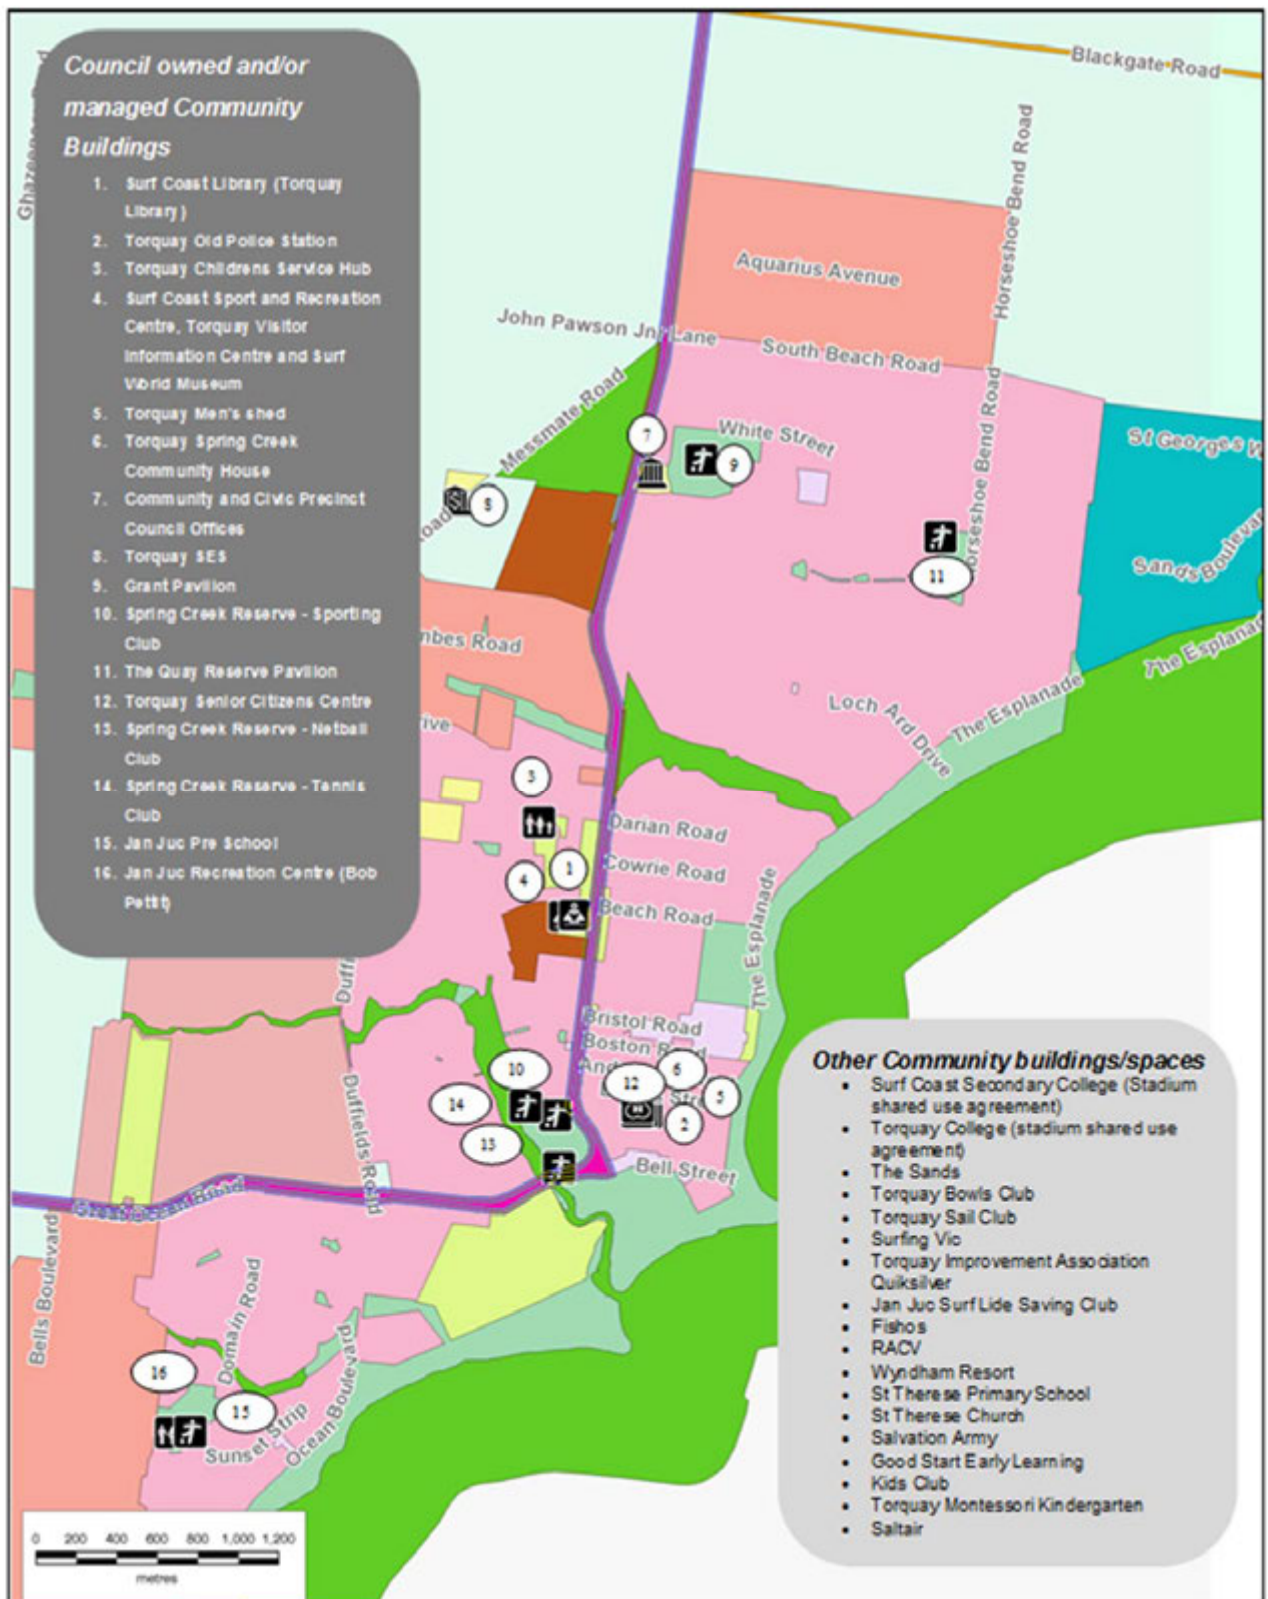 Council owned and/or
managed Community
Buildings
1. Surf Coast Library (Torquay
Library)
2. Torquay Old Police Station
3. Torquay Childrens Service Hub
4. Surf Coast Sport and Recreation
Centre, Torquay Visitor
Information Centre and Surf
World Museum
5. Torquay Men's shed
6. Torquay Spring Creek
Community House
7. Community and Civic Precinct
Council Offices
8. Torquay SES
9. Grant Pavilion
10. Spring Creek Reserve - Sporting
Club
11. The Quay Reserve Pavilion
12. Torquay Senior Citizens Centre
13. Spring Creek Reserve - Netball
Club
14. Spring Creek Reserve - Tennis
Club
15. Jan Juc Pre School
16. Jan Juc Recreation Centre (Bob
Pettit)
Blackgate Road
Horseshoe Bend Road
Aquarius Avenue
John Pawson Jnr Lane
South Beach Road
Messmate Road
7
White Street
9
Horseshoe Bend Road
St Georges
Sands Boulevar
11
nbes Road
The Esplanad
The Esplanade
Loch Ard Drive
rive
3
Darian Road
1
4
Cowrie Road
Beach Road
The Esplanade
Duff
Bristol Road
Boston
10
6
12
5
14
2
13
Duffields Road
Bell Street
Great Ocean Road
Bells Boulevard
Domain Road
16
15
Sunset Strip
Ocean Boulevard
0 200 400 600 800 1,000 1,200
metres
Other Community buildings/spaces
• Surf Coast Secondary College (Stadium
shared use agreement)
• Torquay College (stadium shared use
agreement)
• The Sands
• Torquay Bowls Club
• Torquay Sail Club
• Surfing Vic
• Torquay Improvement Association
Quiksilver
• Jan Juc Surf Lide Saving Club
• Fishos
• RACV
• Wyndham Resort
• St Therese Primary School
• St Therese Church
• Salvation Army
• Good Start Early Learning
• Kids Club
• Torquay Montessori Kindergarten
• Saltair